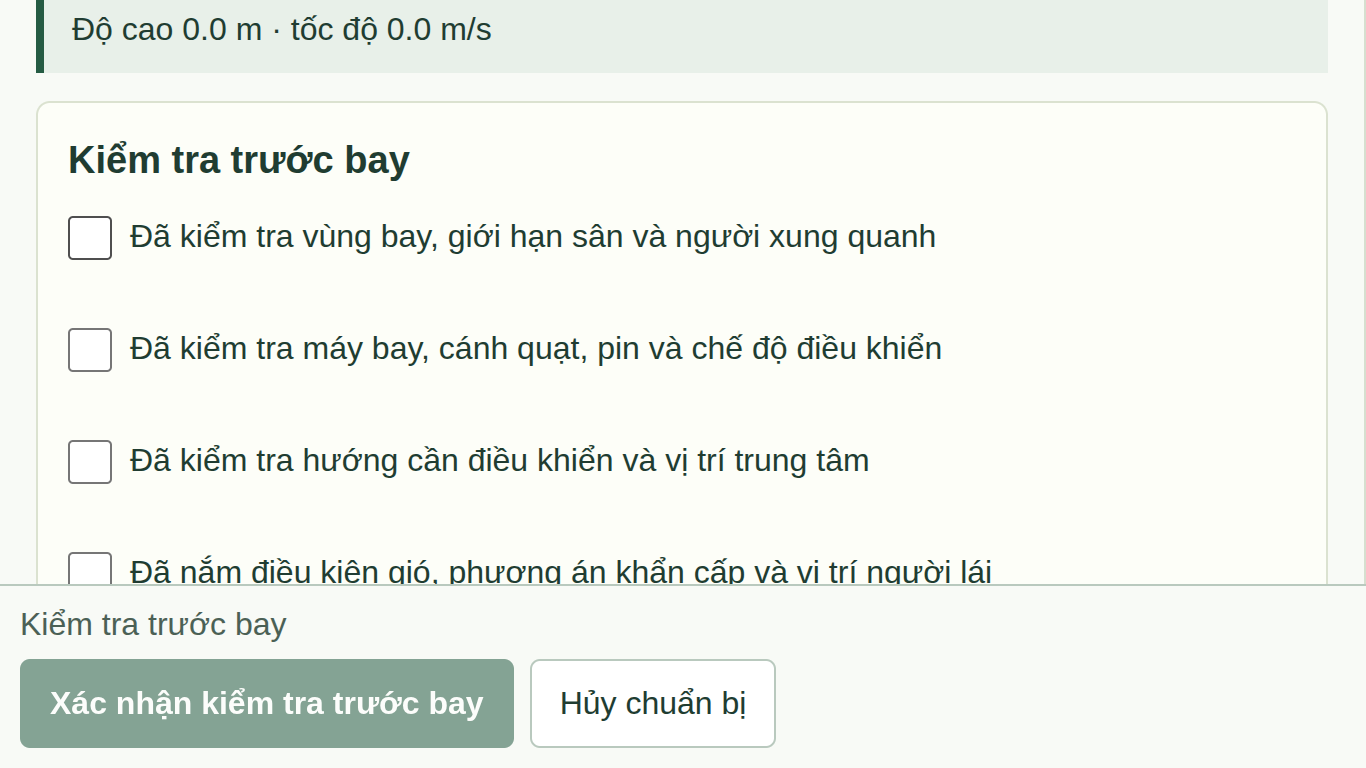 Độ cao 0.0 m · tốc độ 0.0 m/s
Kiểm tra trước bay
Đã kiểm tra vùng bay, giới hạn sân và người xung quanh
Đã kiểm tra máy bay, cánh quạt, pin và chế độ điều khiển
Đã kiểm tra hướng cần điều khiển và vị trí trung tâm
Đã nắm điều kiện gió, phương án khẩn cấp và vị trí người lái
Kiểm tra trước bay
Xác nhận kiểm tra trước bay
Hủy chuẩn bị